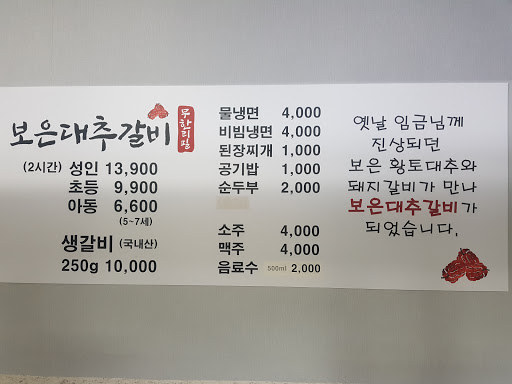 보은대추갈비
무한리필
(2시간) 성인 13,900
초등 9,900
아동 6,600
(5~7세)
생갈비 (국내산)
250g 10,000
물냉면 4,000
비빔냉면 4,000
된장찌개 1,000
공기밥 1,000
순두부 2,000
소주 4,000
맥주 4,000
음료수 500ml 2,000
옛날 임금님께
진상되던
보은 황토대추와
돼지갈비가 만나
보은대추갈비가
되었습니다.